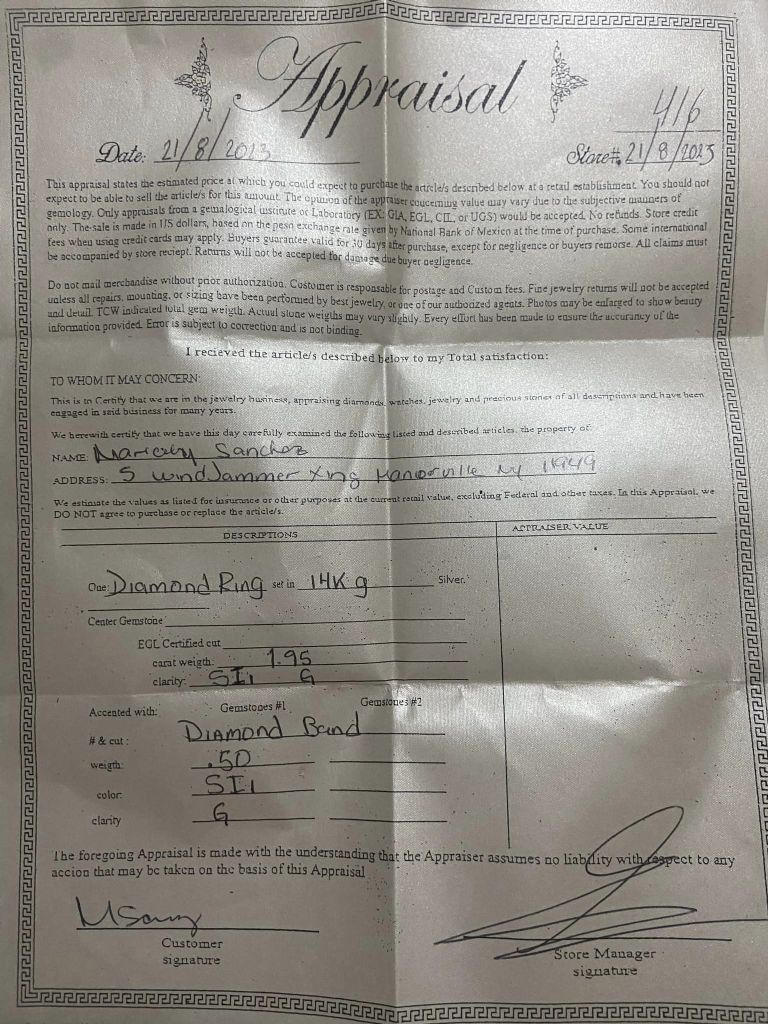 Appraisal
416
Date: 21/8/2023
Store#. 21/8/2023
This appraisal states the estimated price at which you could expect to purchase the article/s described below at a retail establishment. You should not
expect to be able to sell the article/s for this amount. The opinion of the appraiser concerning value may vary due to the subjective manners of
gemology. Only appraisals from a gemalogical institute or Laboratory (EX: GIA, EGL, CIL, or UGS) would be accepted. No refunds. Store credit
only. The sale is made in US dollars, based on the peso exchange rate given by National Bank of Mexico at the time of purchase. Some international
fees when using credit cards may apply. Buyers guarantee valid for 30 days after purchase, except for negligence or buyers remorse. All claims must
be accompanied by store reciept. Returns will not be accepted for damage due buyer negligence.
Do not mail merchandise without prior authorization. Customer is responsable for postage and Custom fees. Fine jewelry returns will not be accepted
unless all repairs, mounting, or sizing have been performed by best jewelry, or one of our authorized agents. Photos may be enlarged to show beauty
and detail. TCW indicated total gem weigth. Actual stone weigths may vary slightly. Every effort has been made to ensure the accurancy of the
information provided. Error is subject to correction and is not binding.
I recieved the article/s described below to my Total satisfaction:
TO WHOM IT MAY CONCERN:
This is to Certify that we are in the jewelry business, appraising diamonds, watches, jewelry and precious stones of all descriptions and have been
engaged in said business for many years.
We herewith certify that we have this day carefully examined the following listed and described articles, the property of:
NAME: Maricely Sanchez
ADDRESS: 5 WindJammer Xing Manorville NY 11949
We estimate the values as listed for insurance or other purposes at the current retail value, excluding Federal and other taxes. In this Appraisal, we
DO NOT agree to purchase or replace the article/s.
DESCRIPTIONS
APPRAISER VALUE
One: Diamond Ring set in 14K g Silver.
Center Gemstone
EGL Certified cut
carat weigth: 1.95
clarity: SI1 G
Accented with: Gemstones #1 Gemstones #2
# & cut : Diamond Band
weigth: .50
color: SI1
clarity G
The foregoing Appraisal is made with the understanding that the Appraiser assumes no liability with respect to any
accion that may be taken on the basis of this Appraisal
Customer
signature
Store Manager
signature